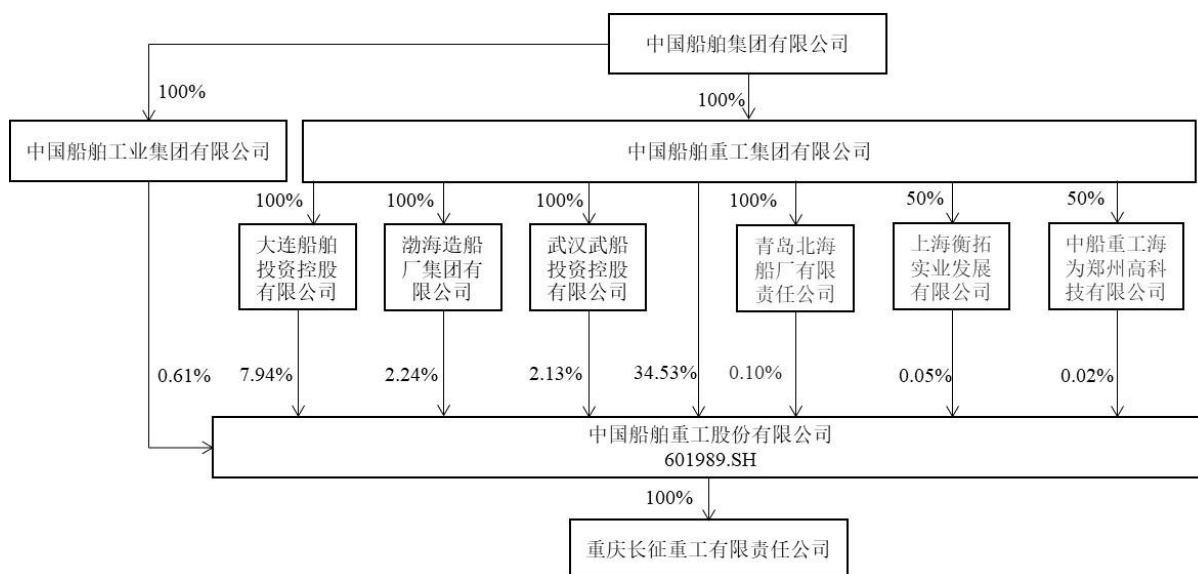 中国船舶集团有限公司
100%
100%
中国船舶工业集团有限公司
中国船舶重工集团有限公司
100%
100%
100%
100%
50%
50%
大连船舶
投资控股
有限公司
渤海造船
厂集团有
限公司
武汉武船
投资控股
有限公司
青岛北海
船厂有限
责任公司
上海衡拓
实业发展
有限公司
中船重工海
为郑州高科
技有限公司
0.61%
7.94%
2.24%
2.13%
34.53%
0.10%
0.05%
0.02%
中国船舶重工股份有限公司
601989.SH
100%
重庆长征重工有限责任公司